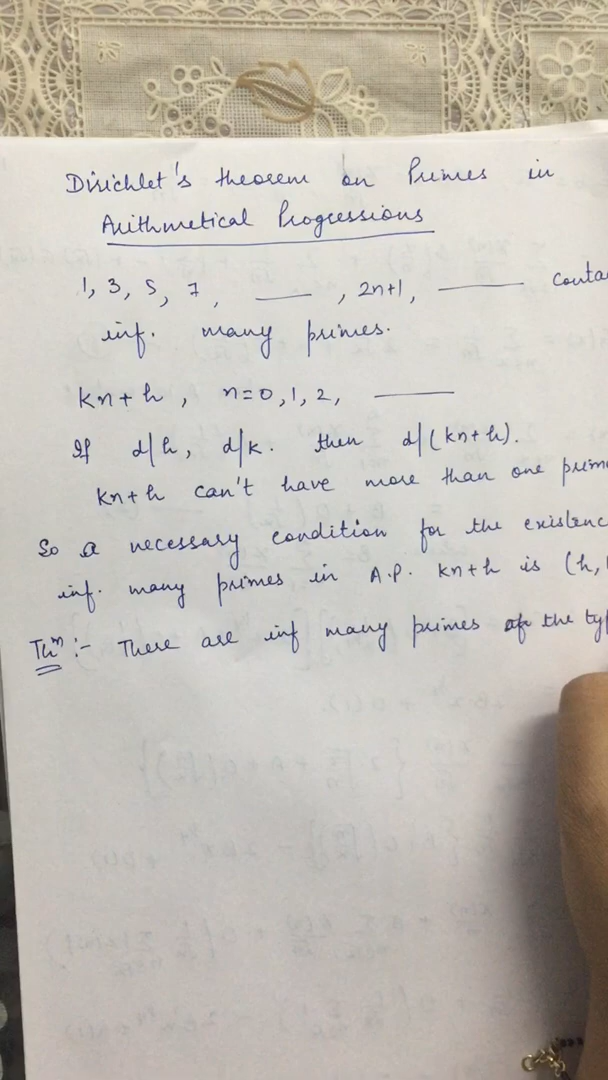 Dirichlet's theorem on Primes in
Arithmetical Progressions
1, 3, 5, 7, —— , 2n+1, ——— conta
inf. many primes.
kn+h, n=0,1,2, ———
If d/h, d/k. then d/(kn+h).
kn+h can't have more than one prim
So a necessary condition for the existenc
inf. many primes in A.P. kn+h is (h,
Thm :- There are inf many primes of the typ